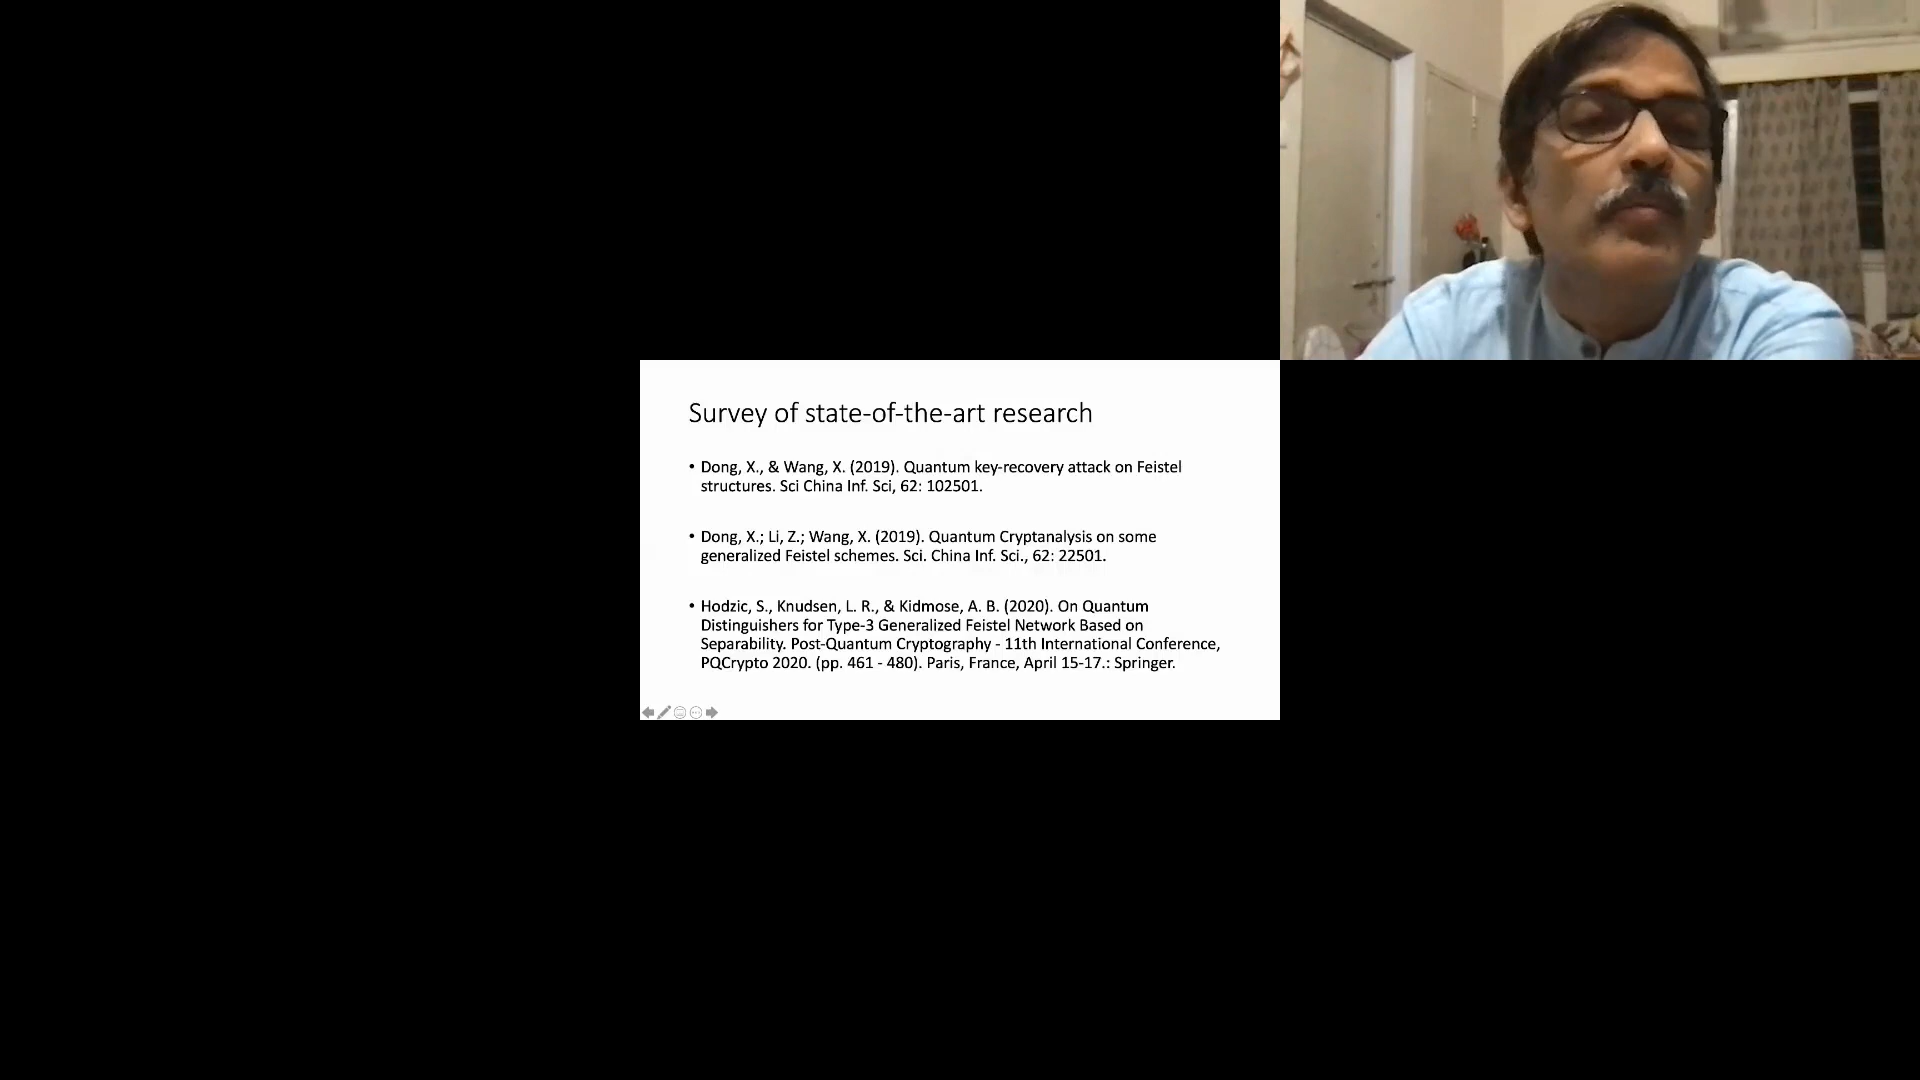 Survey of state-of-the-art research
• Dong, X., & Wang, X. (2019). Quantum key-recovery attack on Feistel
structures. Sci China Inf. Sci, 62: 102501.
• Dong, X.; Li, Z.; Wang, X. (2019). Quantum Cryptanalysis on some
generalized Feistel schemes. Sci. China Inf. Sci., 62: 22501.
• Hodzic, S., Knudsen, L. R., & Kidmose, A. B. (2020). On Quantum
Distinguishers for Type-3 Generalized Feistel Network Based on
Separability. Post-Quantum Cryptography - 11th International Conference,
PQCrypto 2020. (pp. 461 - 480). Paris, France, April 15-17.: Springer.